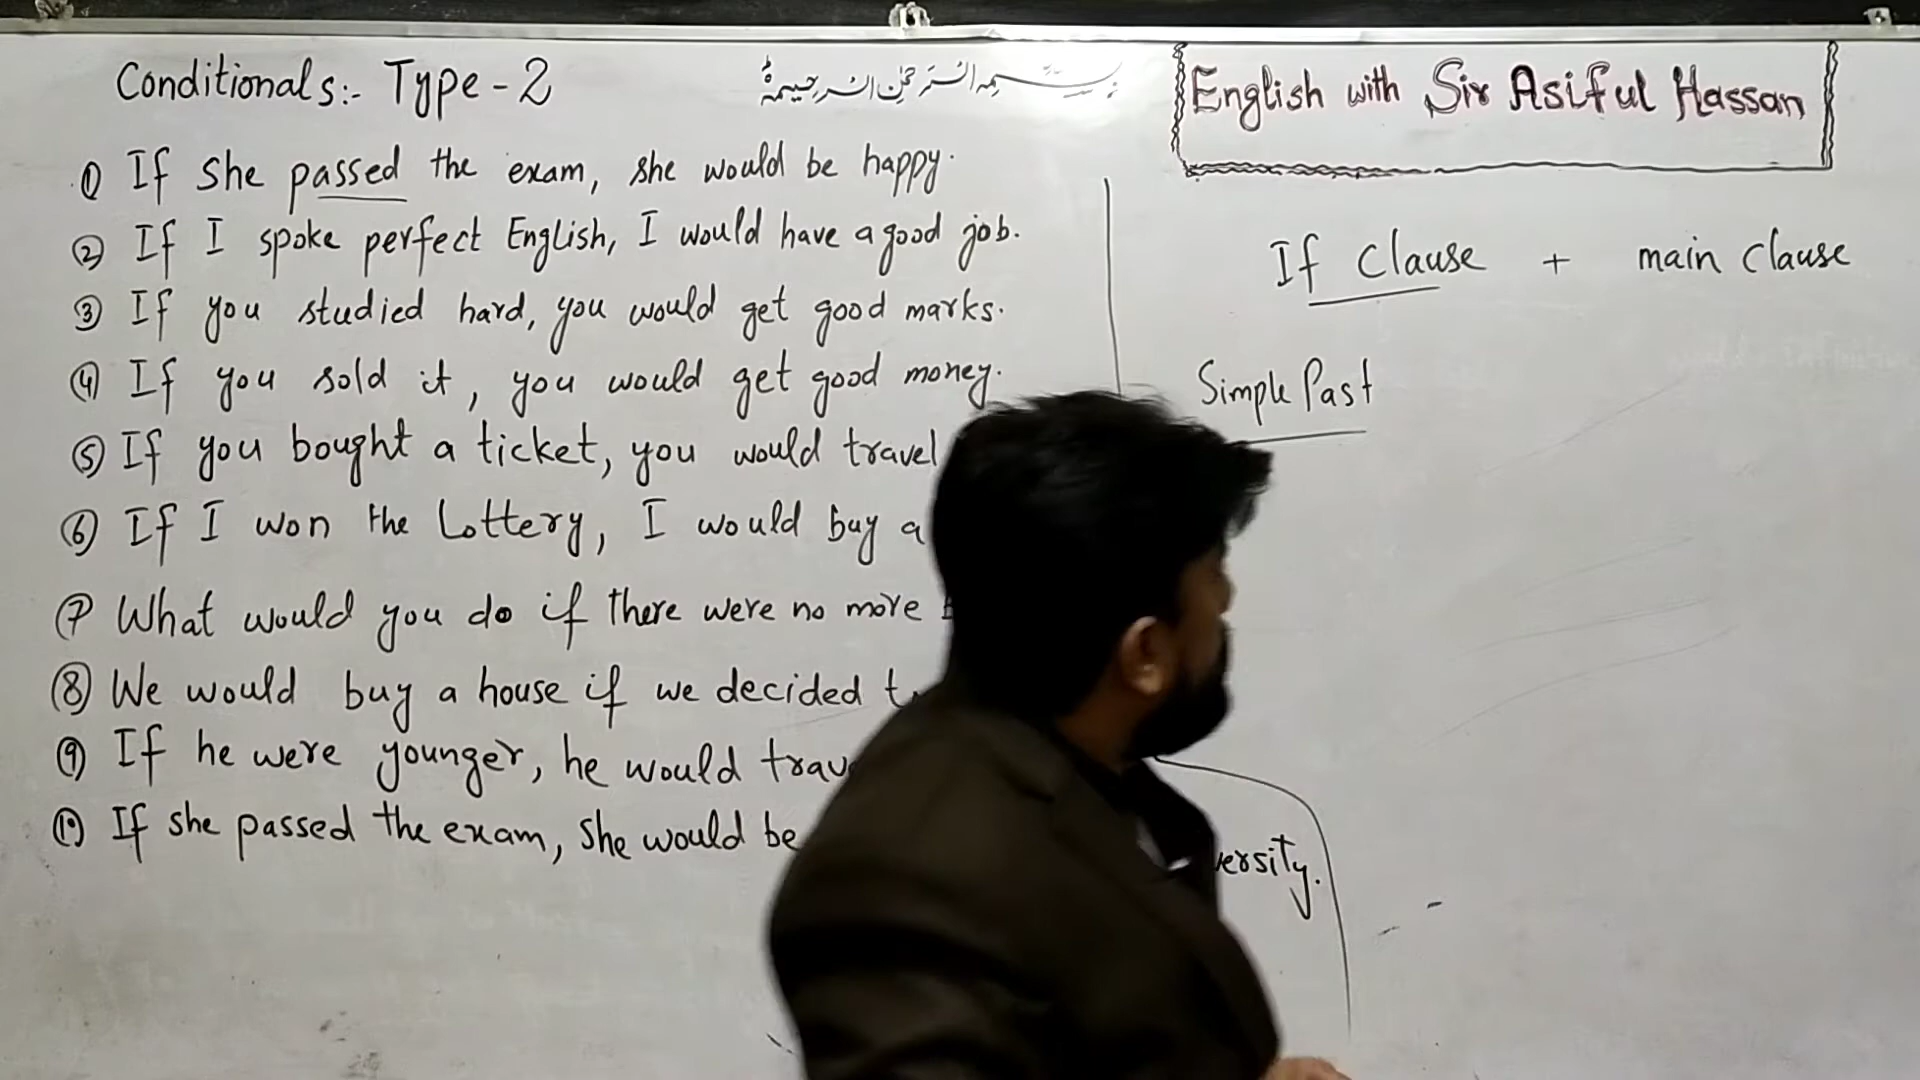 Conditionals:- Type-2
بسم الله الرحمن الرحيم
English with Sir Asiful Hassan
① If she passed the exam, she would be happy.
② If I spoke perfect English, I would have a good job.
③ If you studied hard, you would get good marks.
④ If you sold it, you would get good money.
⑤ If you bought a ticket, you would travel
⑥ If I won the Lottery, I would buy a
⑦ What would you do if there were no more
⑧ We would buy a house if we decided
⑨ If he were younger, he would
⑩ If she passed the exam, She would be
If Clause + main clause
Simple Past
versity.